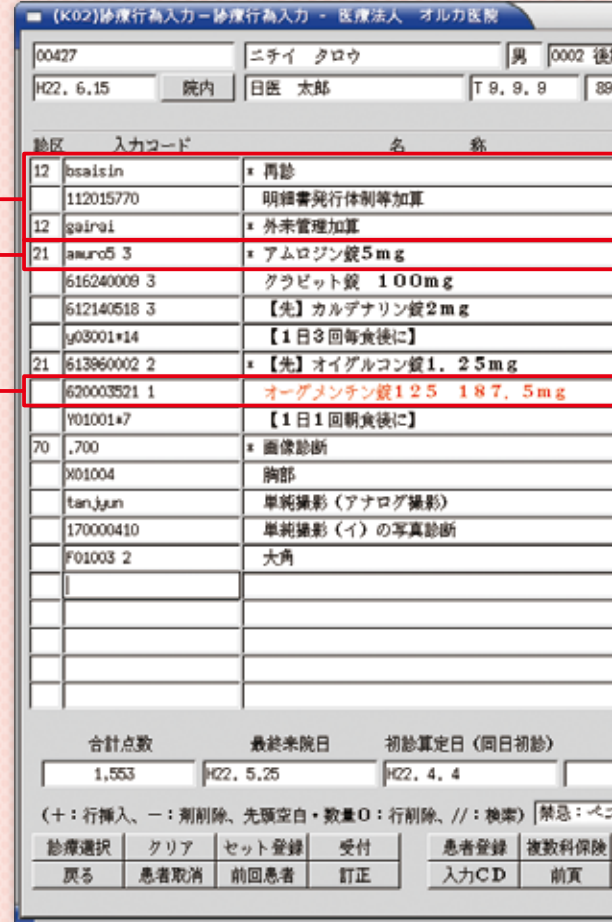 (K02)診療行為入力－診療行為入力 - 医療法人 オルカ医院
00427 ニチイ タロウ 男 0002 後
H22. 6.15 院内 日医 太郎 T 9. 9. 9 89
診区 入力コード 名 称
12 bsaisin * 再診
112015770 明細書発行体制等加算
12 gairai * 外来管理加算
21 amuro5 3 * アムロジン錠5mg
616240009 3 クラビット錠 100mg
612140518 3 【先】カルデナリン錠2mg
y03001*14 【1日3回毎食後に】
21 613960002 2 * 【先】オイグルコン錠1．25mg
620003521 1 オーグメンチン錠125 187．5mg
Y01001*7 【1日1回朝食後に】
70 .700 * 画像診断
X01004 胸部
tanjyun 単純撮影（アナログ撮影）
170000410 単純撮影（イ）の写真診断
F01003 2 大角
合計点数 最終来院日 初診算定日（同日初診）
1,553 H22. 5.25 H22. 4. 4
(＋：行挿入、－：剤削除、先頭空白・数量０：行削除、//：検索) 禁忌：ペニ
診療選択 クリア セット登録 受付 患者登録 複数科保険
戻る 患者取消 前回患者 訂正 入力CD 前頁